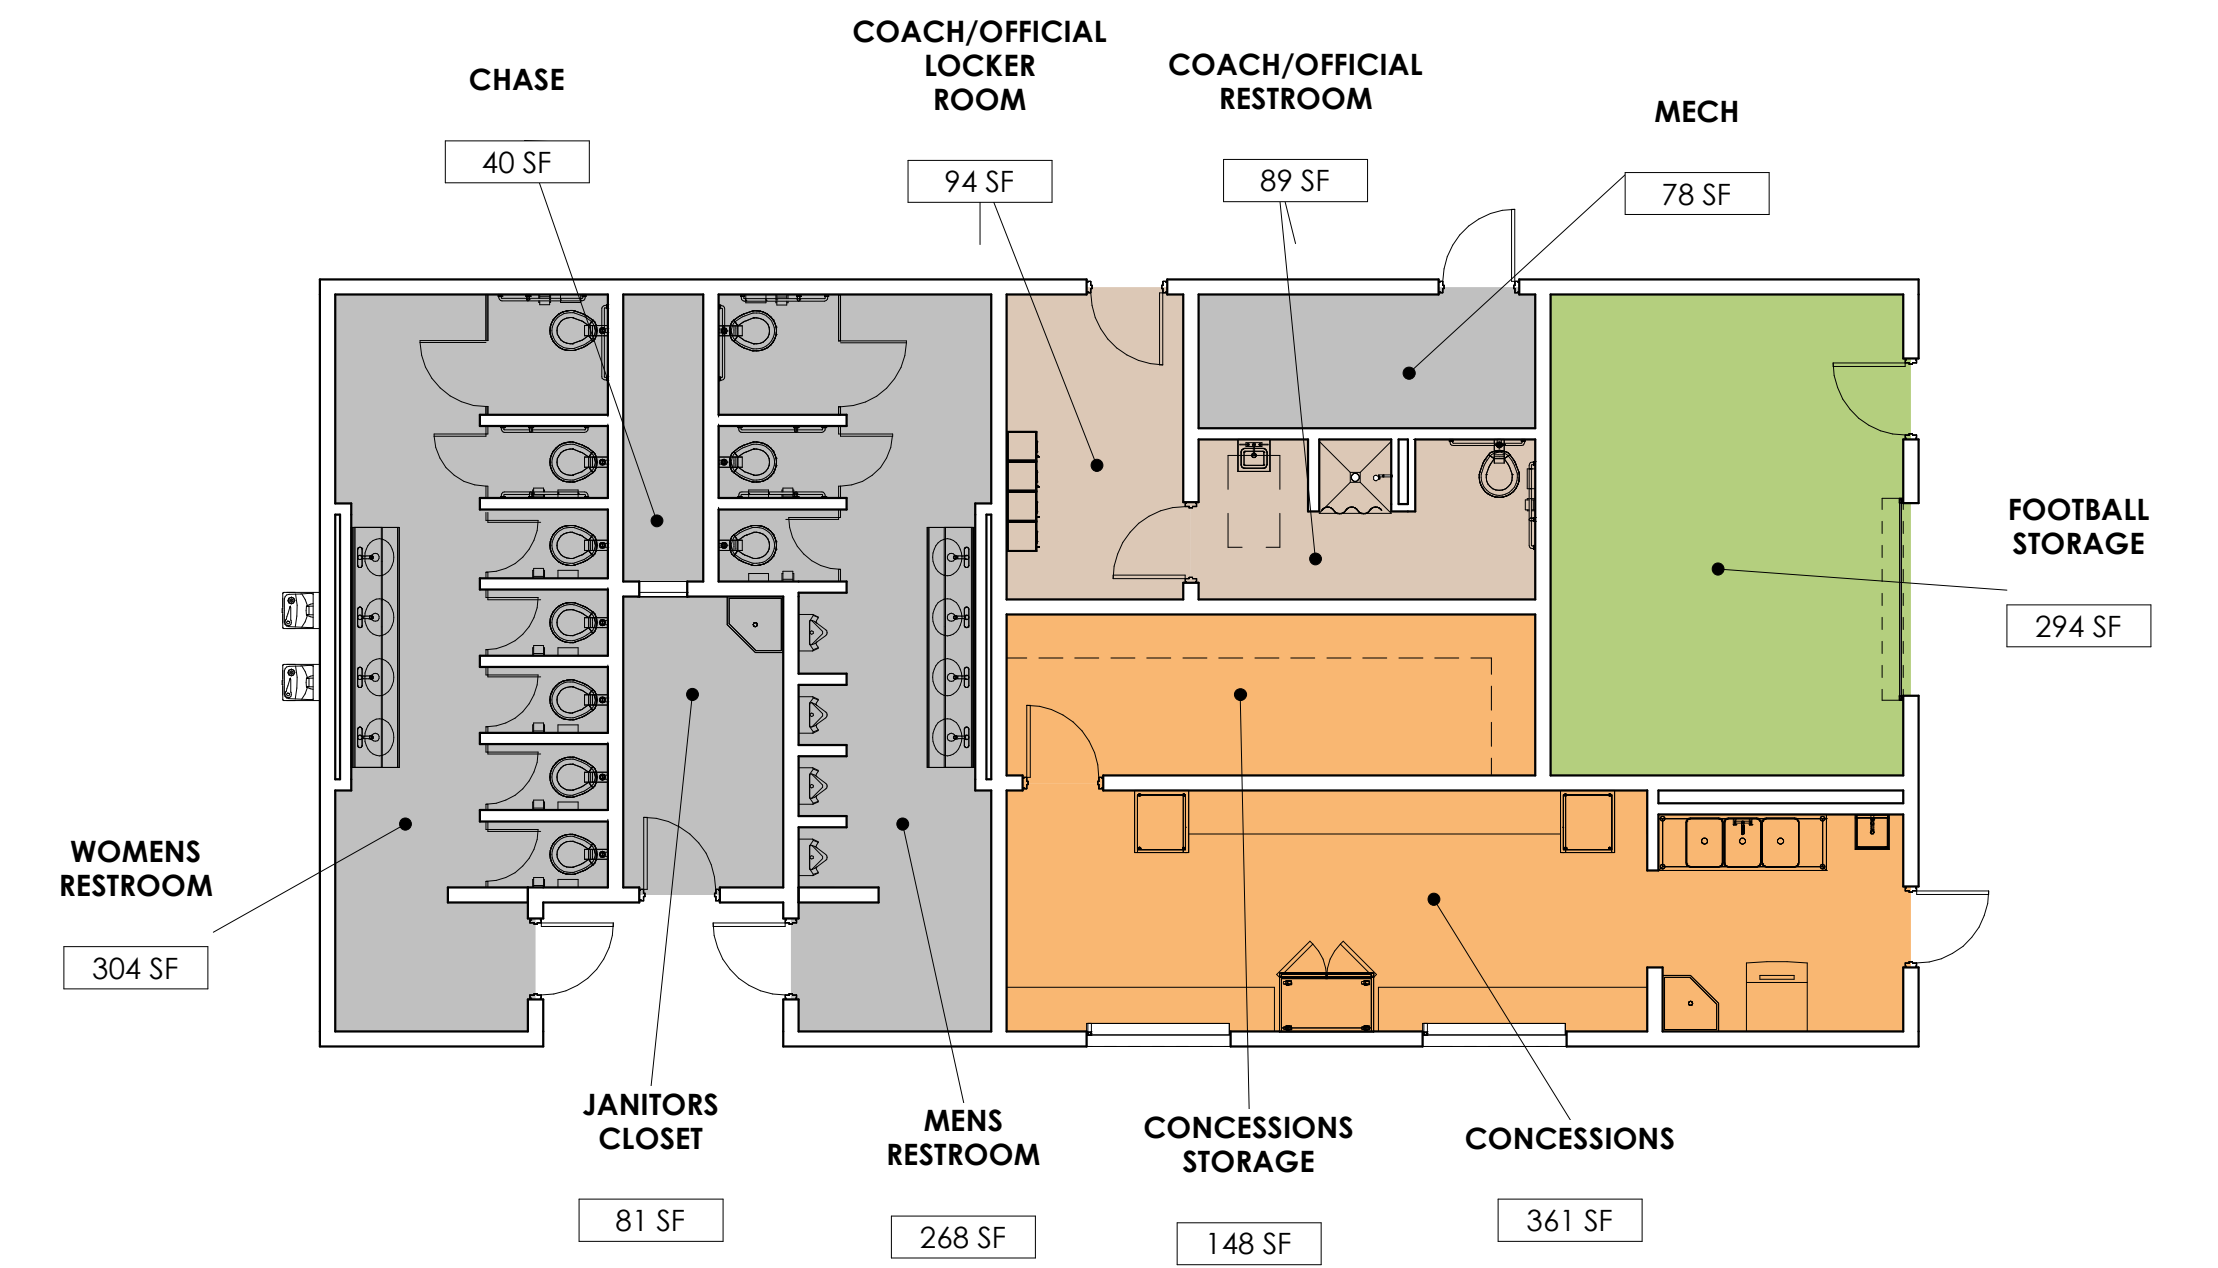 COACH/OFFICIAL
LOCKER
ROOM
94 SF
CHASE
40 SF
COACH/OFFICIAL
RESTROOM
89 SF
MECH
78 SF
FOOTBALL
STORAGE
294 SF
WOMENS
RESTROOM
304 SF
JANITORS
CLOSET
81 SF
MENS
RESTROOM
268 SF
CONCESSIONS
STORAGE
148 SF
CONCESSIONS
361 SF